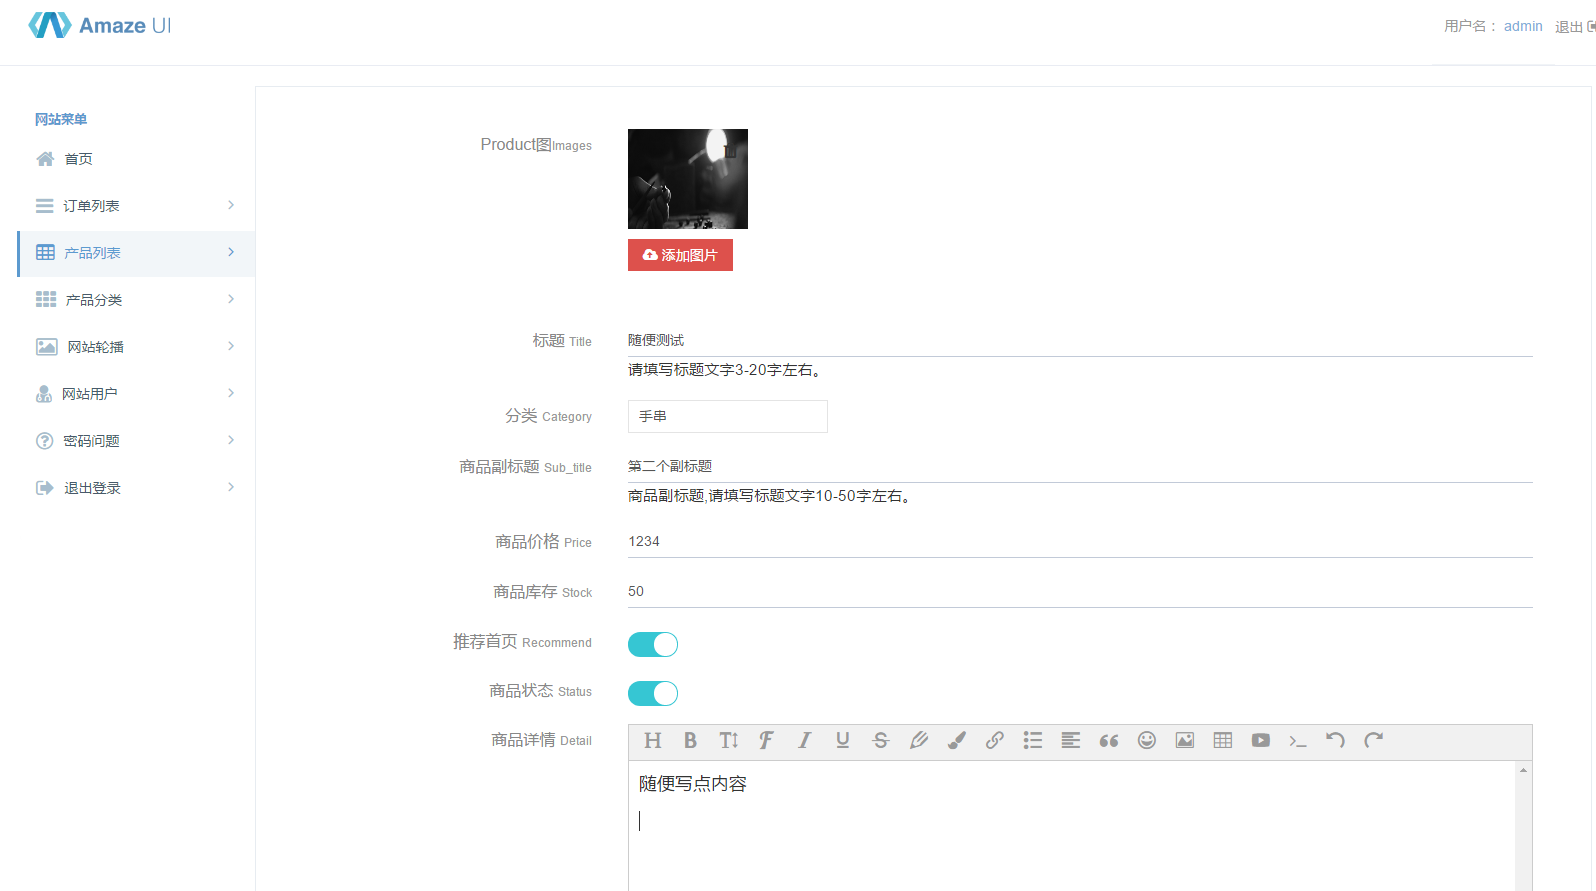 Amaze UI
用户名： admin 退出
网站菜单
首页
订单列表
产品列表
产品分类
网站轮播
网站用户
密码问题
退出登录
Product图Images
添加图片
标题 Title
随便测试
请填写标题文字3-20字左右。
分类 Category
手串
商品副标题 Sub_title
第二个副标题
商品副标题,请填写标题文字10-50字左右。
商品价格 Price
1234
商品库存 Stock
50
推荐首页 Recommend
商品状态 Status
商品详情 Detail
随便写点内容